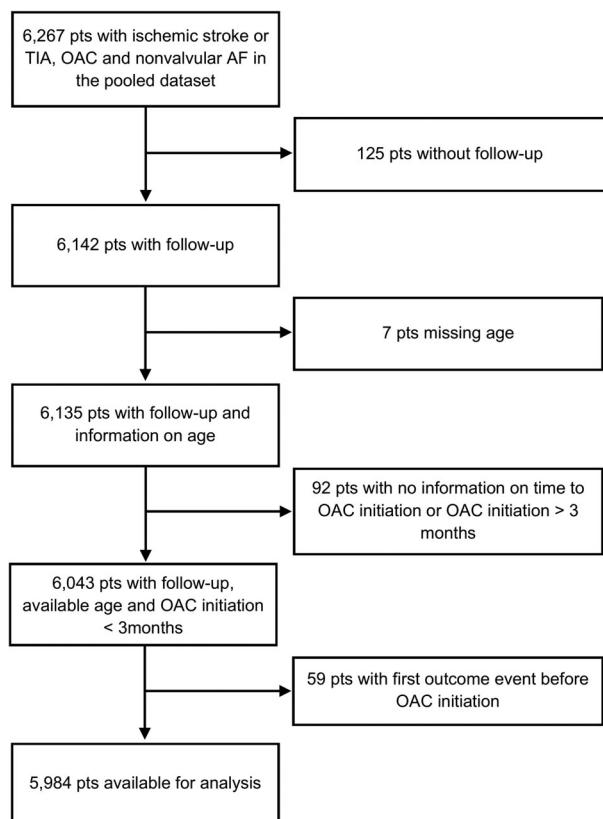 6,267 pts with ischemic stroke or
TIA, OAC and nonvalvular AF in
the pooled dataset
125 pts without follow-up
6,142 pts with follow-up
7 pts missing age
6,135 pts with follow-up and
information on age
92 pts with no information on time to
OAC initiation or OAC initiation > 3
months
6,043 pts with follow-up,
available age and OAC initiation
< 3months
59 pts with first outcome event before
OAC initiation
5,984 pts available for analysis